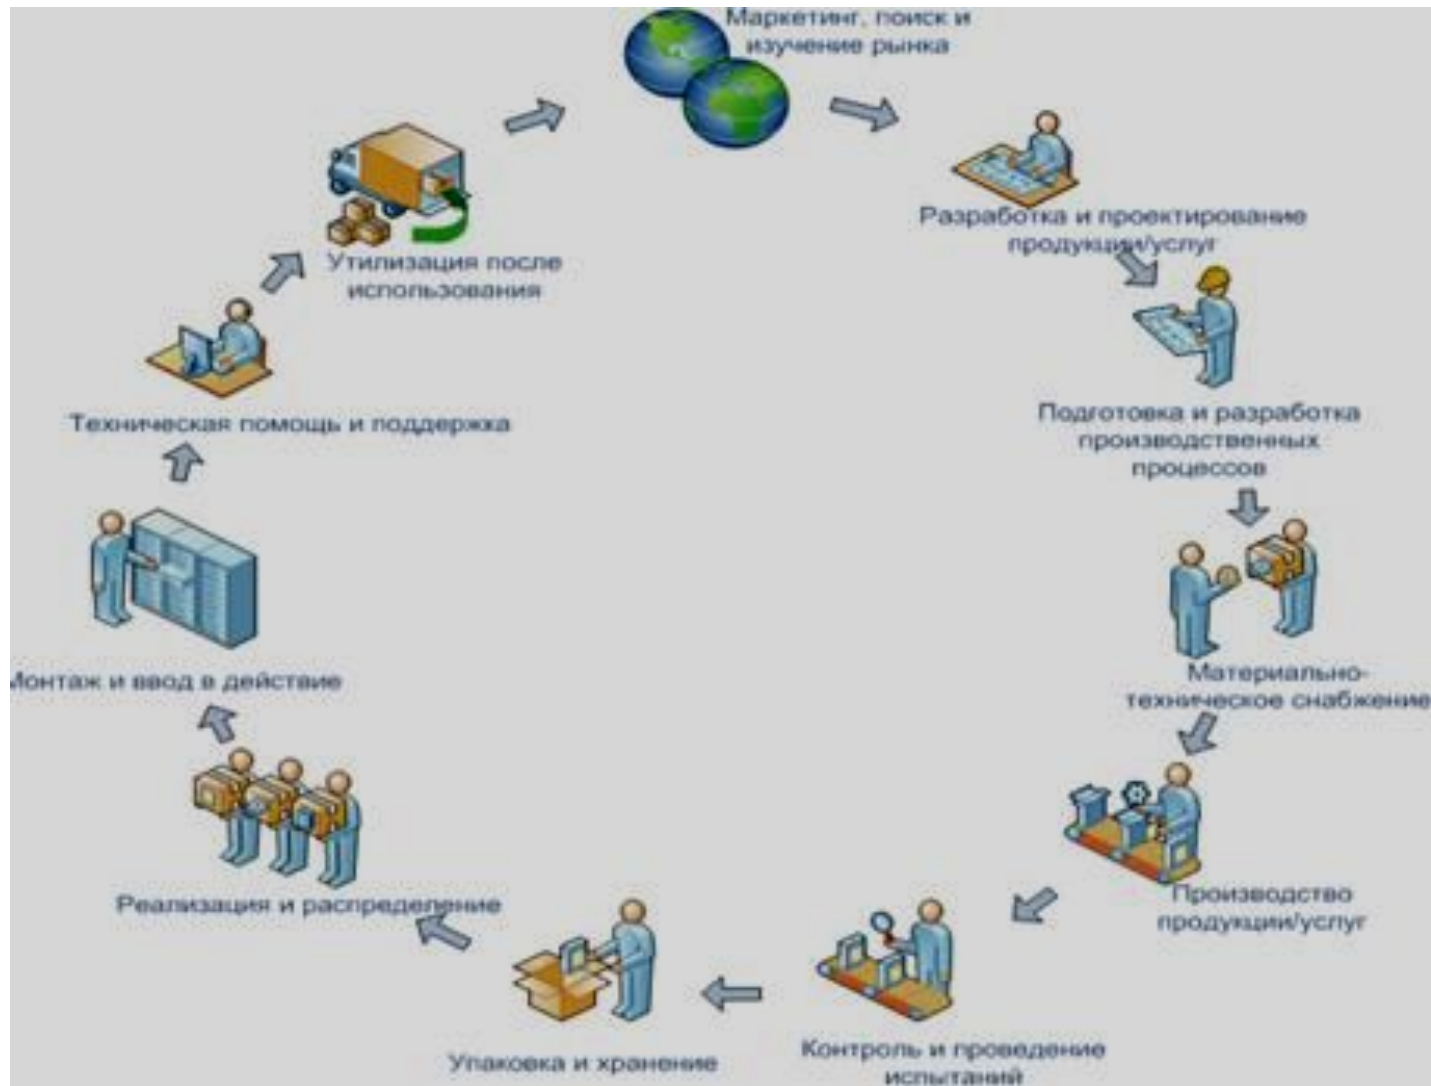 Маркетинг, поиск и
изучение рынка
Разработка и проектирование
продукции/услуг
Подготовка и разработка
производственных
процессов
Материально-
техническое снабжение
Производство
продукции/услуг
Контроль и проведение
испытаний
Упаковка и хранение
Реализация и распределение
Монтаж и ввод в действие
Техническая помощь и поддержка
Утилизация после
использования